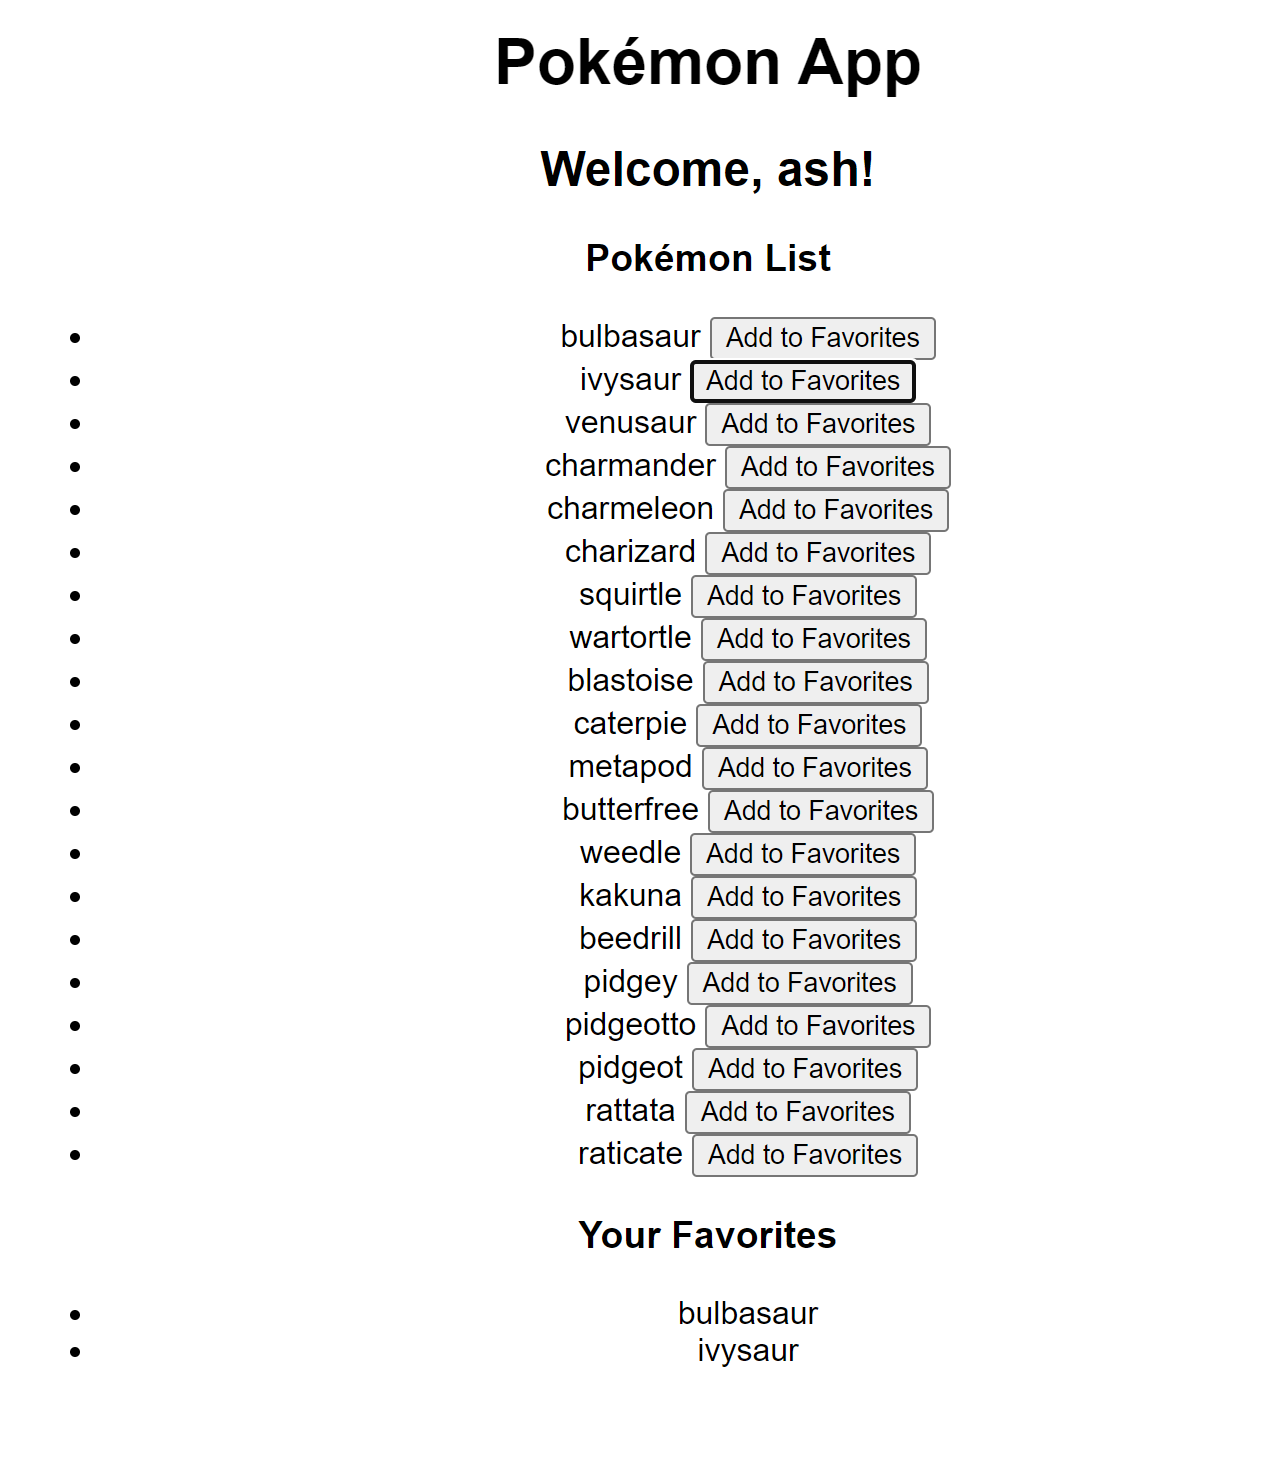 Pokémon App
Welcome, ash!
Pokémon List
bulbasaur Add to Favorites
ivysaur Add to Favorites
venusaur Add to Favorites
charmander Add to Favorites
charmeleon Add to Favorites
charizard Add to Favorites
squirtle Add to Favorites
wartortle Add to Favorites
blastoise Add to Favorites
caterpie Add to Favorites
metapod Add to Favorites
butterfree Add to Favorites
weedle Add to Favorites
kakuna Add to Favorites
beedrill Add to Favorites
pidgey Add to Favorites
pidgeotto Add to Favorites
pidgeot Add to Favorites
rattata Add to Favorites
raticate Add to Favorites
Your Favorites
bulbasaur
ivysaur